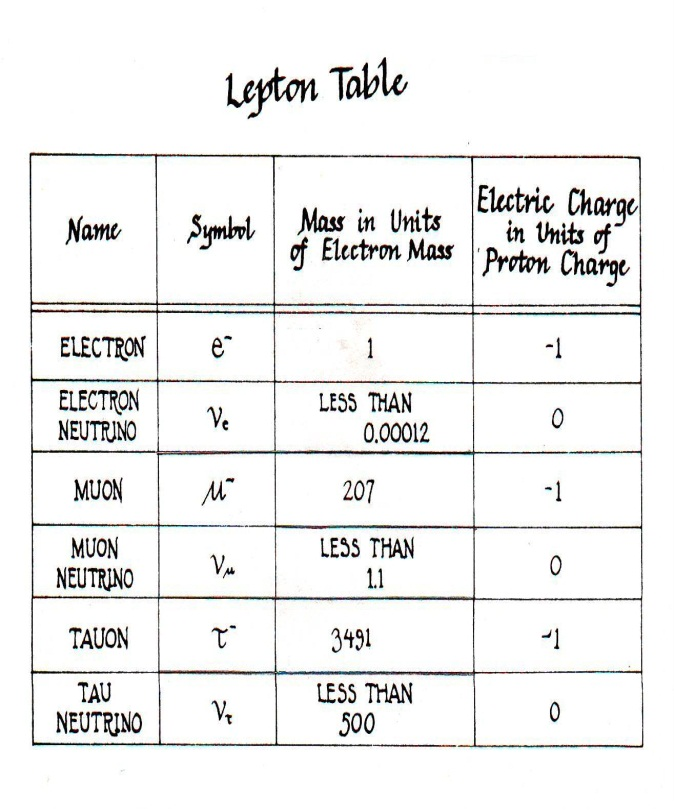 Lepton Table
Name
Symbol
Mass in Units
of Electron Mass
Electric Charge
in Units of
Proton Charge
ELECTRON
e⁻
1
-1
ELECTRON
NEUTRINO
νe
LESS THAN
0.00012
0
MUON
μ⁻
207
-1
MUON
NEUTRINO
νμ
LESS THAN
1.1
0
TAUON
τ⁻
3491
-1
TAU
NEUTRINO
ντ
LESS THAN
500
0